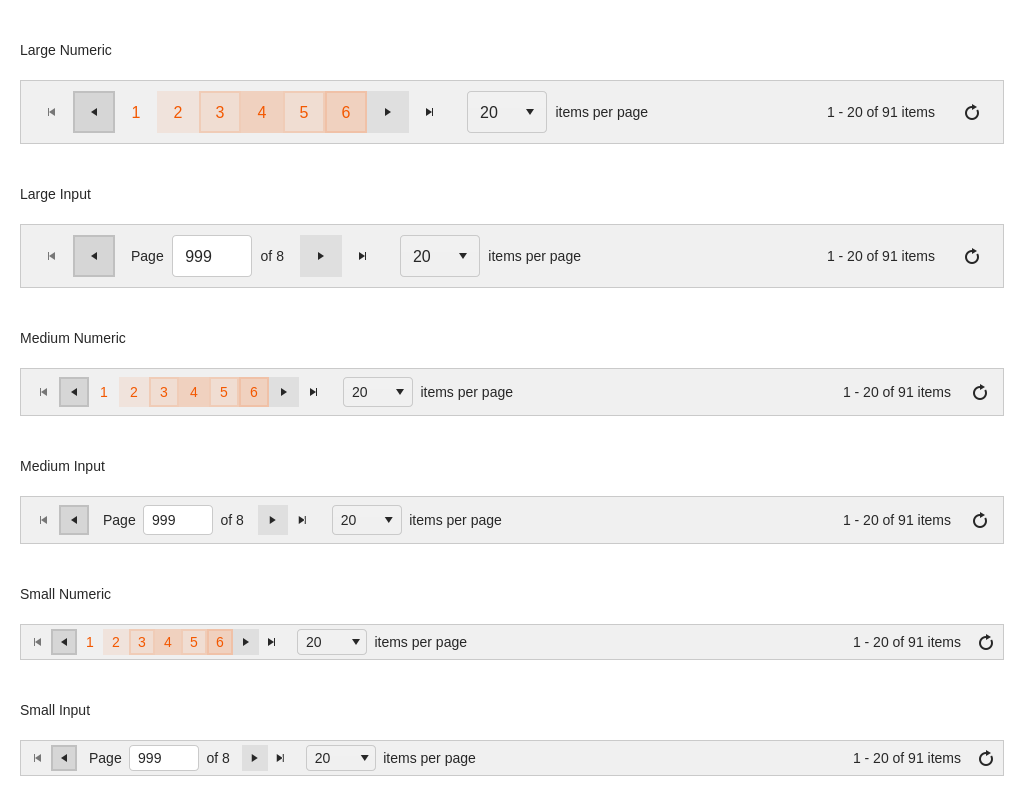 Large Numeric
1 2 3 4 5 6 20 items per page 1 - 20 of 91 items
Large Input
Page 999 of 8 20 items per page 1 - 20 of 91 items
Medium Numeric
1 2 3 4 5 6 20 items per page 1 - 20 of 91 items
Medium Input
Page 999 of 8 20 items per page 1 - 20 of 91 items
Small Numeric
1 2 3 4 5 6 20 items per page 1 - 20 of 91 items
Small Input
Page 999 of 8 20 items per page 1 - 20 of 91 items